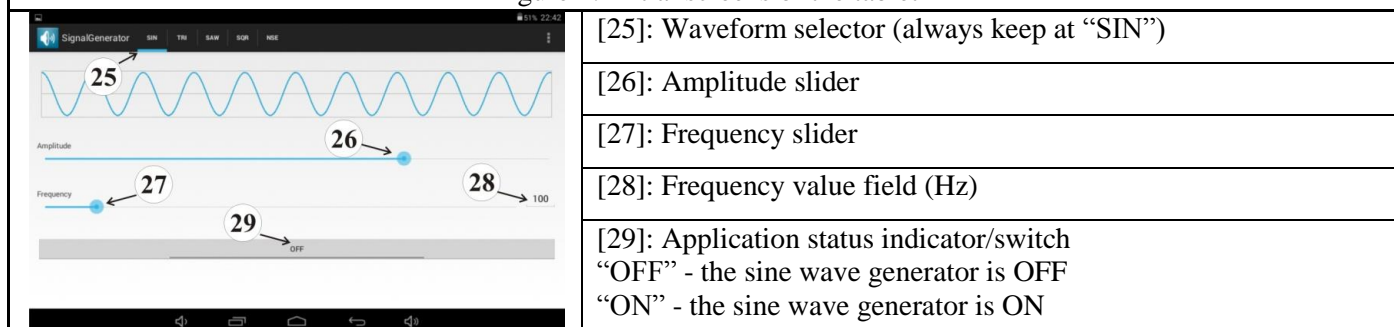 51% 22:42
SignalGenerator SIN TRI SAW SQR NSE
25
Amplitude
26
Frequency
27
28
100
29
OFF
[25]: Waveform selector (always keep at “SIN”)
[26]: Amplitude slider
[27]: Frequency slider
[28]: Frequency value field (Hz)
[29]: Application status indicator/switch
“OFF” - the sine wave generator is OFF
“ON” - the sine wave generator is ON